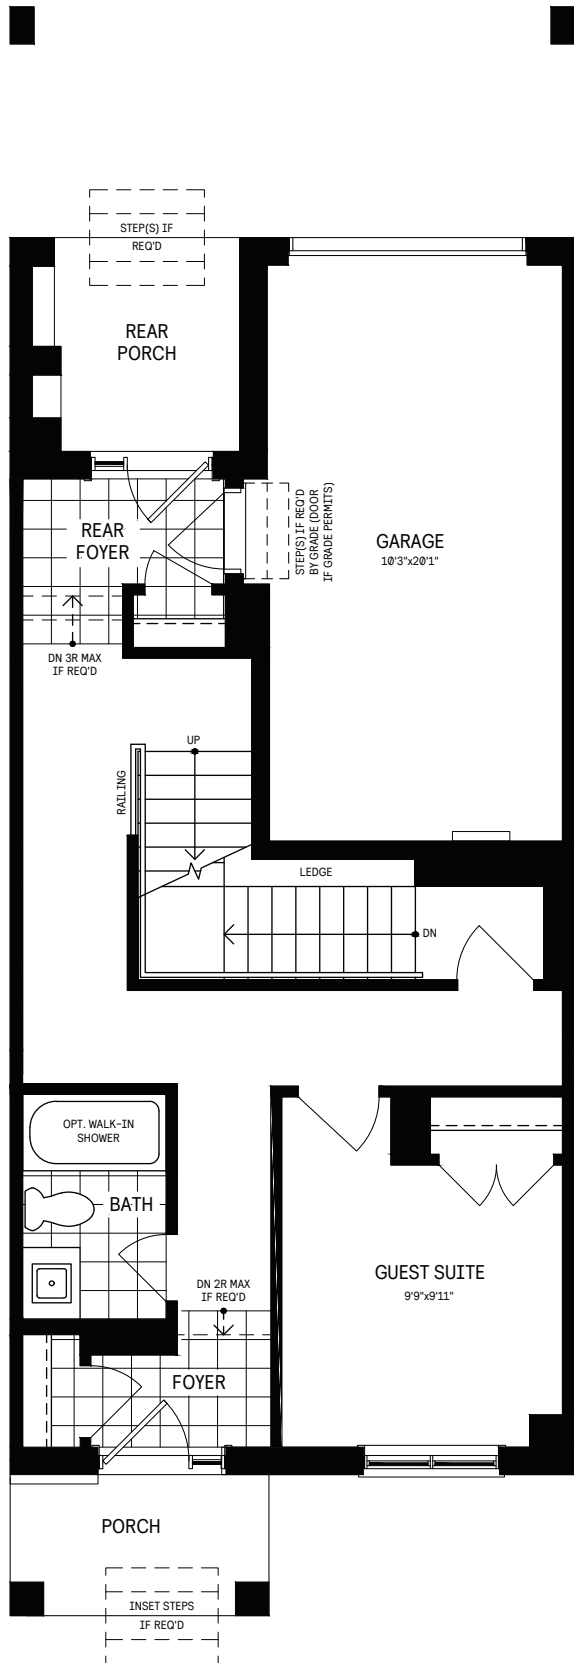 STEP(S) IF
REQ'D
REAR
PORCH
REAR
FOYER
STEP(S) IF REQ'D
BY GRADE (DOOR
IF GRADE PERMITS)
GARAGE
10'3"x20'1"
DN 3R MAX
IF REQ'D
UP
RAILING
LEDGE
DN
OPT. WALK-IN
SHOWER
BATH
DN 2R MAX
IF REQ'D
GUEST SUITE
9'9"x9'11"
FOYER
PORCH
INSET STEPS
IF REQ'D